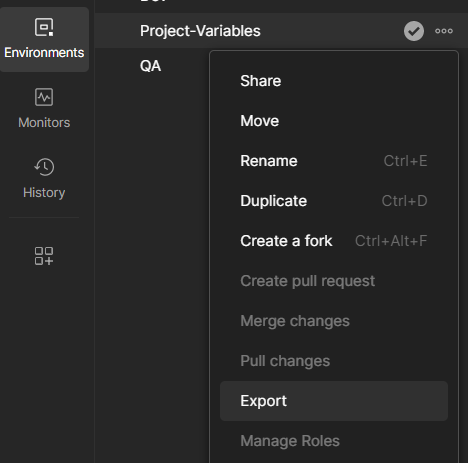 Project-Variables
Environments
QA
Share
Monitors
Move
Rename Ctrl+E
History
Duplicate Ctrl+D
Create a fork Ctrl+Alt+F
Create pull request
Merge changes
Pull changes
Export
Manage Roles